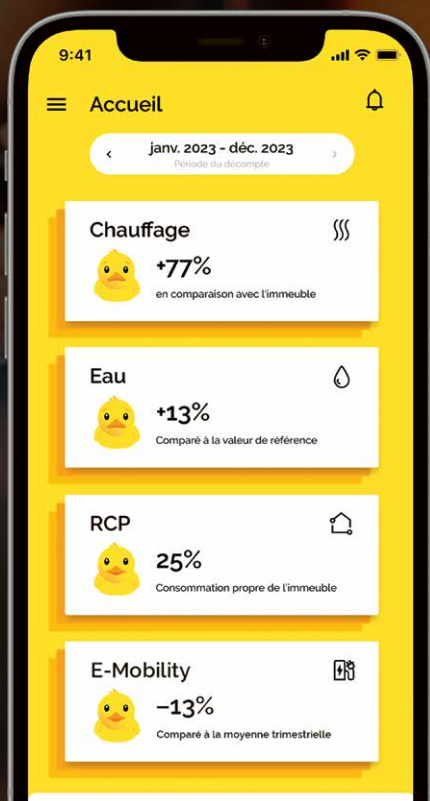 9:41
Accueil
janv. 2023 - déc. 2023
Période du décompte
Chauffage
+77%
en comparaison avec l'immeuble
Eau
+13%
Comparé à la valeur de référence
RCP
25%
Consommation propre de l'immeuble
E-Mobility
–13%
Comparé à la moyenne trimestrielle